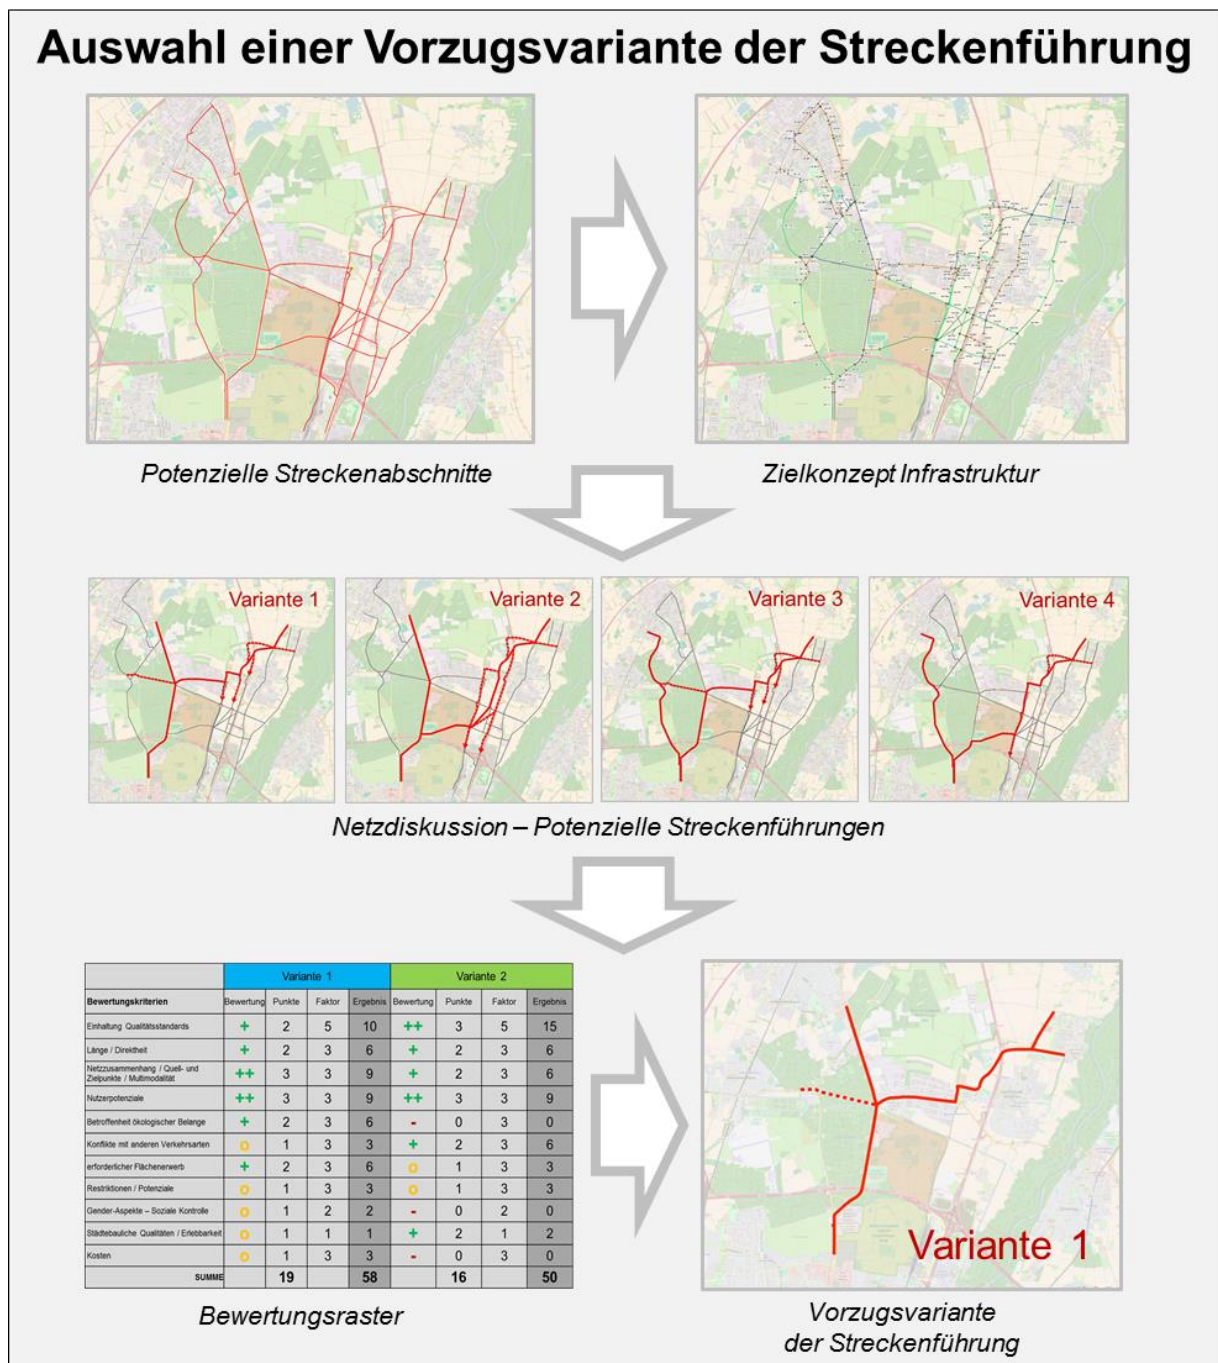 Auswahl einer Vorzugsvariante der Streckenführung
Potenzielle Streckenabschnitte
Zielkonzept Infrastruktur
Variante 1
Variante 2
Variante 3
Variante 4
Netzdiskussion – Potenzielle Streckenführungen
Variante 1 Variante 2
Bewertungskriterien Bewertung Punkte Faktor Ergebnis Bewertung Punkte Faktor Ergebnis
Einhaltung Qualitätsstandards + 2 5 10 ++ 3 5 15
Länge / Direktheit + 2 3 6 + 2 3 6
Netzzusammenhang / Quell- und
Zielpunkte / Multimodalität ++ 3 3 9 + 2 3 6
Nutzerpotenziale ++ 3 3 9 ++ 3 3 9
Betroffenheit ökologischer Belange + 2 3 6 - 0 3 0
Konflikte mit anderen Verkehrsarten o 1 3 3 + 2 3 6
erforderlicher Flächenerwerb + 2 3 6 o 1 3 3
Restriktionen / Potenziale o 1 3 3 o 1 3 3
Gender-Aspekte – Soziale Kontrolle o 1 2 2 - 0 2 0
Städtebauliche Qualitäten / Erlebbarkeit o 1 1 1 + 2 1 2
Kosten o 1 3 3 - 0 3 0
SUMME 19 58 16 50
Bewertungsraster
Variante 1
Vorzugsvariante
der Streckenführung